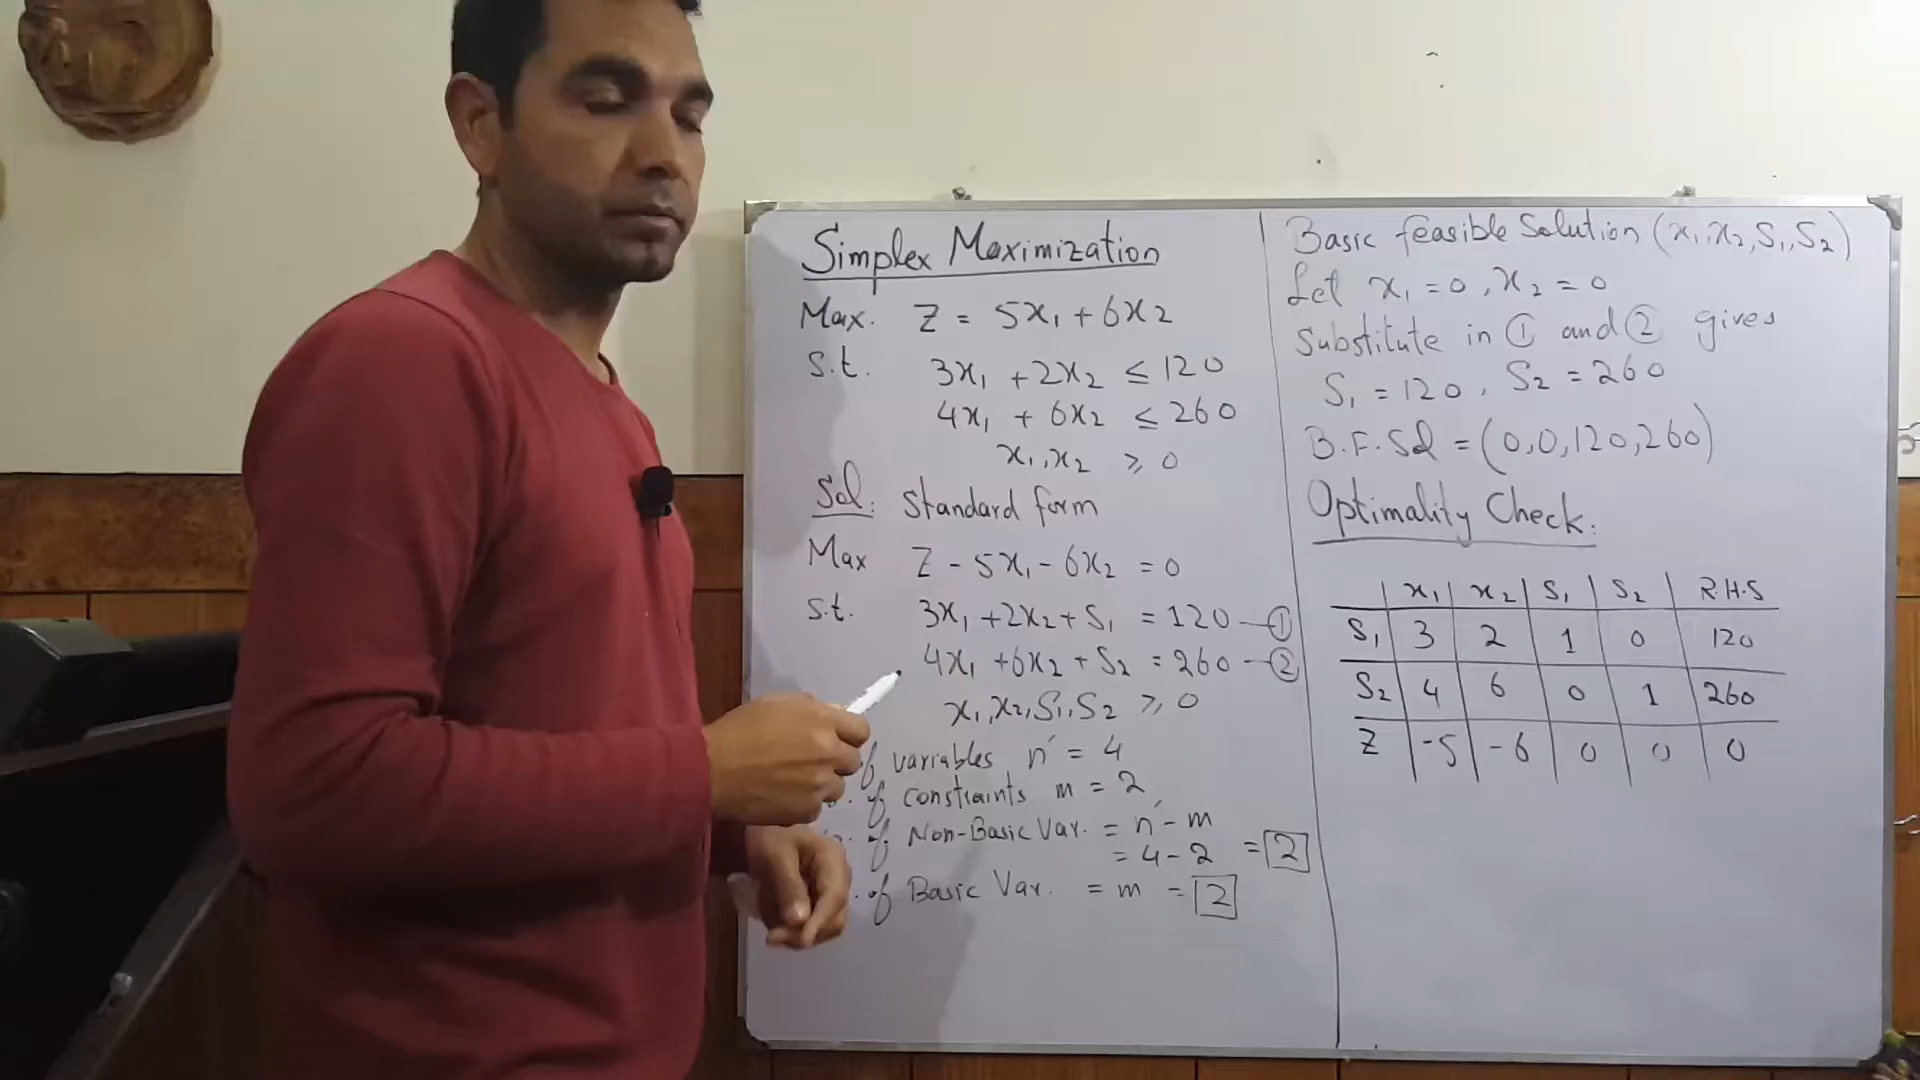 Simplex Maximization
Max. Z = 5x₁ + 6x₂
S.t. 3x₁ + 2x₂ ≤ 120
4x₁ + 6x₂ ≤ 260
x₁, x₂ ≥ 0
Sol: Standard form
Max Z - 5x₁ - 6x₂ = 0
S.t. 3x₁ + 2x₂ + S₁ = 120 —①
4x₁ + 6x₂ + S₂ = 260 —②
x₁, x₂, S₁, S₂ ≥ 0
of variables n' = 4
of constraints m = 2
of Non-Basic Var. = n' - m
= 4 - 2 = 2
of Basic Var. = m = 2
Basic feasible Solution (x₁, x₂, S₁, S₂)
Let x₁ = 0, x₂ = 0
Substitute in ① and ② gives
S₁ = 120, S₂ = 260
B.F. Sol = (0, 0, 120, 260)
Optimality Check:
x₁ x₂ S₁ S₂ R.H.S
S₁ 3 2 1 0 120
S₂ 4 6 0 1 260
Z -5 -6 0 0 0